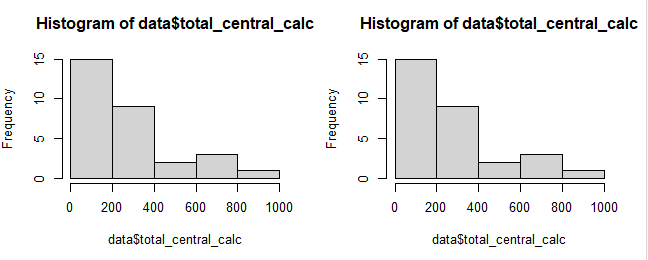 Histogram of data$total_central_calc
Frequency
15
10
5
0
0 200 400 600 800 1000
data$total_central_calc
Histogram of data$total_central_calc
Frequency
15
10
5
0
0 200 400 600 800 1000
data$total_central_calc